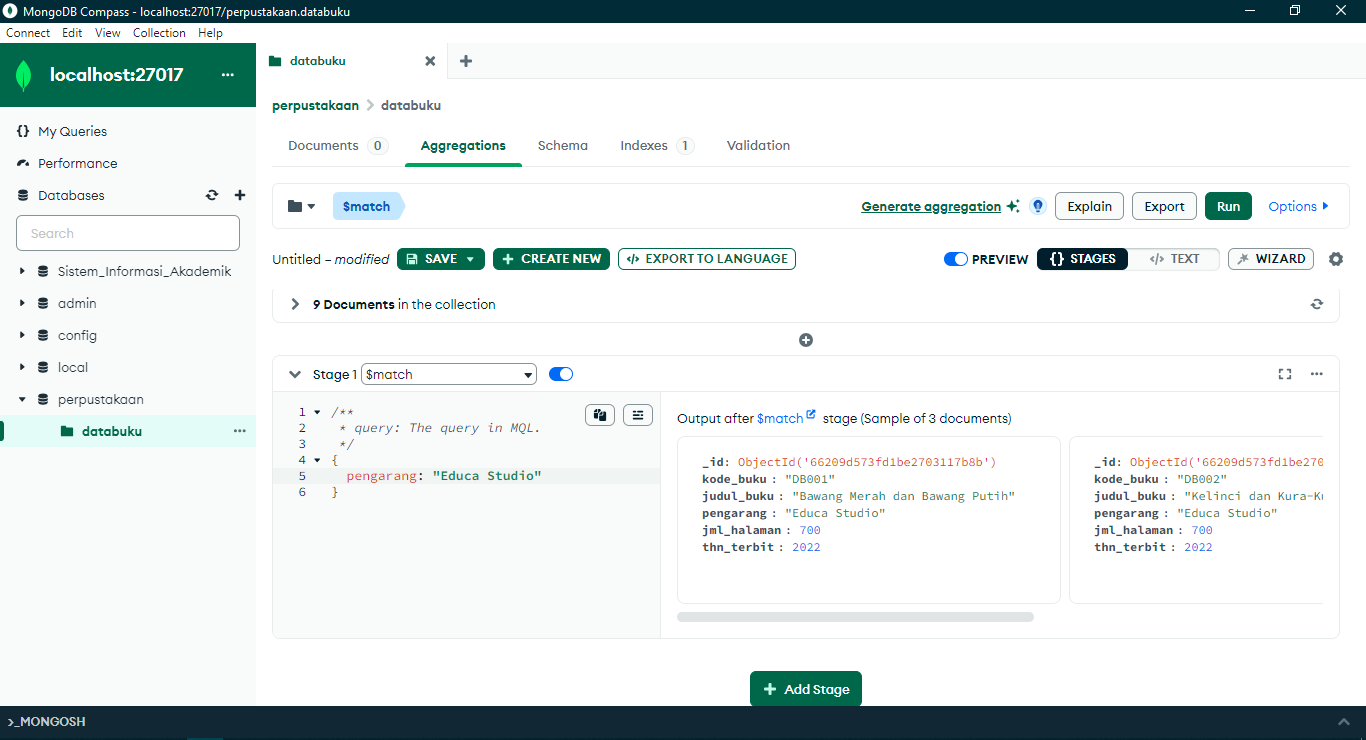 MongoDB Compass - localhost:27017/perpustakaan.databuku
Connect Edit View Collection Help
localhost:27017 ...
{} My Queries
Performance
Databases
Search
Sistem_Informasi_Akademik
admin
config
local
perpustakaan
databuku ...
databuku
perpustakaan > databuku
Documents 0 Aggregations Schema Indexes 1 Validation
$match Generate aggregation Explain Export Run Options
Untitled – modified SAVE + CREATE NEW </> EXPORT TO LANGUAGE PREVIEW {} STAGES </> TEXT WIZARD
9 Documents in the collection
Stage 1 $match ...
1 /**
2 * query: The query in MQL.
3 */
4 {
5 pengarang: "Educa Studio"
6 }
Output after $match stage (Sample of 3 documents)
_id: ObjectId('66209d573fd1be2703117b8b')
kode_buku : "DB001"
judul_buku : "Bawang Merah dan Bawang Putih"
pengarang : "Educa Studio"
jml_halaman : 700
thn_terbit : 2022
_id: ObjectId('66209d573fd1be270
kode_buku : "DB002"
judul_buku : "Kelinci dan Kura-Ku
pengarang : "Educa Studio"
jml_halaman : 700
thn_terbit : 2022
+ Add Stage
>_MONGOSH